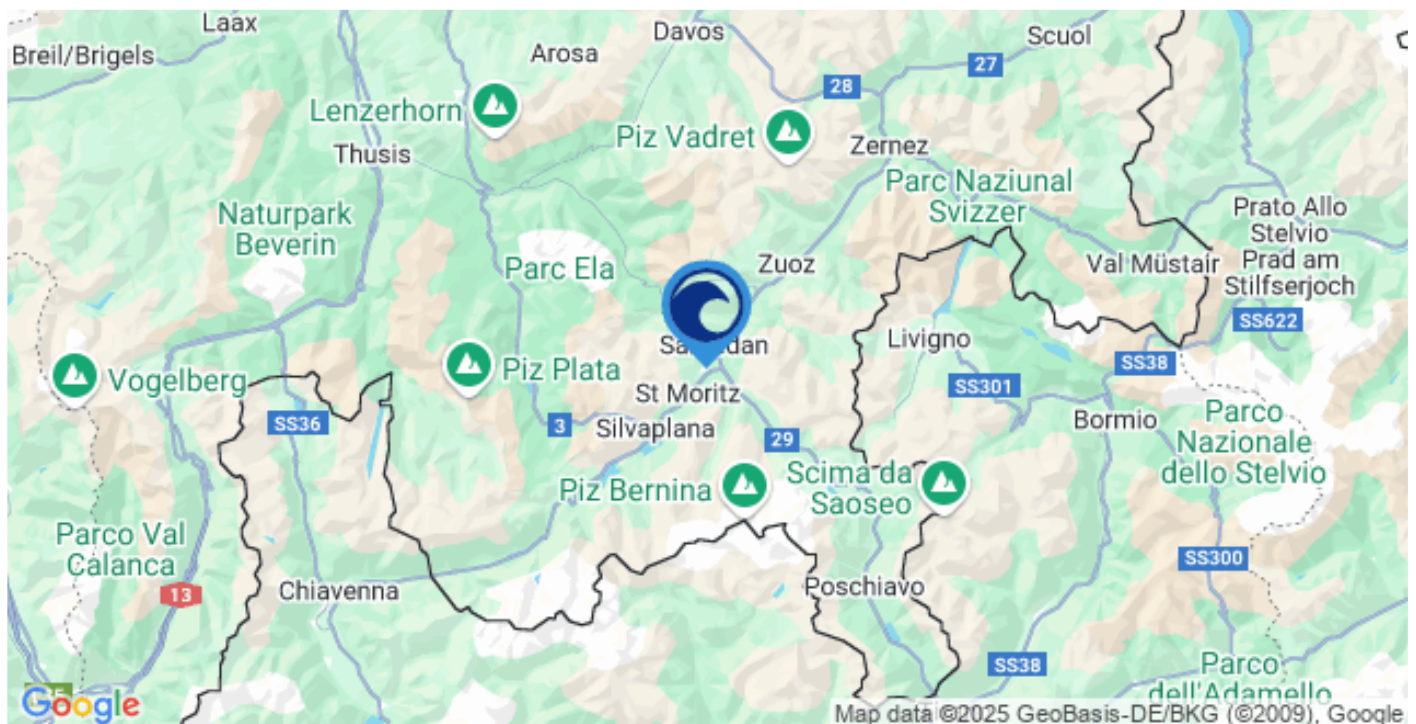 Laax
Davos
Scuol
Breil/Brigels
Arosa
27
28
Lenzerhorn
Piz Vadret
Thusis
Zernez
Parc Naziunal
Svizzer
Naturpark
Beverin
Prato Allo
Stelvio
Prad am
Stilfserjoch
Parc Ela
Zuoz
Val Müstair
SS622
Livigno
SS38
Vogelberg
Piz Plata
St Moritz
SS301
SS36
3
Silvaplana
29
Bormio
Parco
Nazionale
dello Stelvio
Piz Bernina
Scima da
Saoseo
Parco Val
Calanca
13
Chiavenna
Poschiavo
SS300
SS38
Parco
dell'Adamello
Google
Map data ©2025 GeoBasis-DE/BKG (©2009), Google